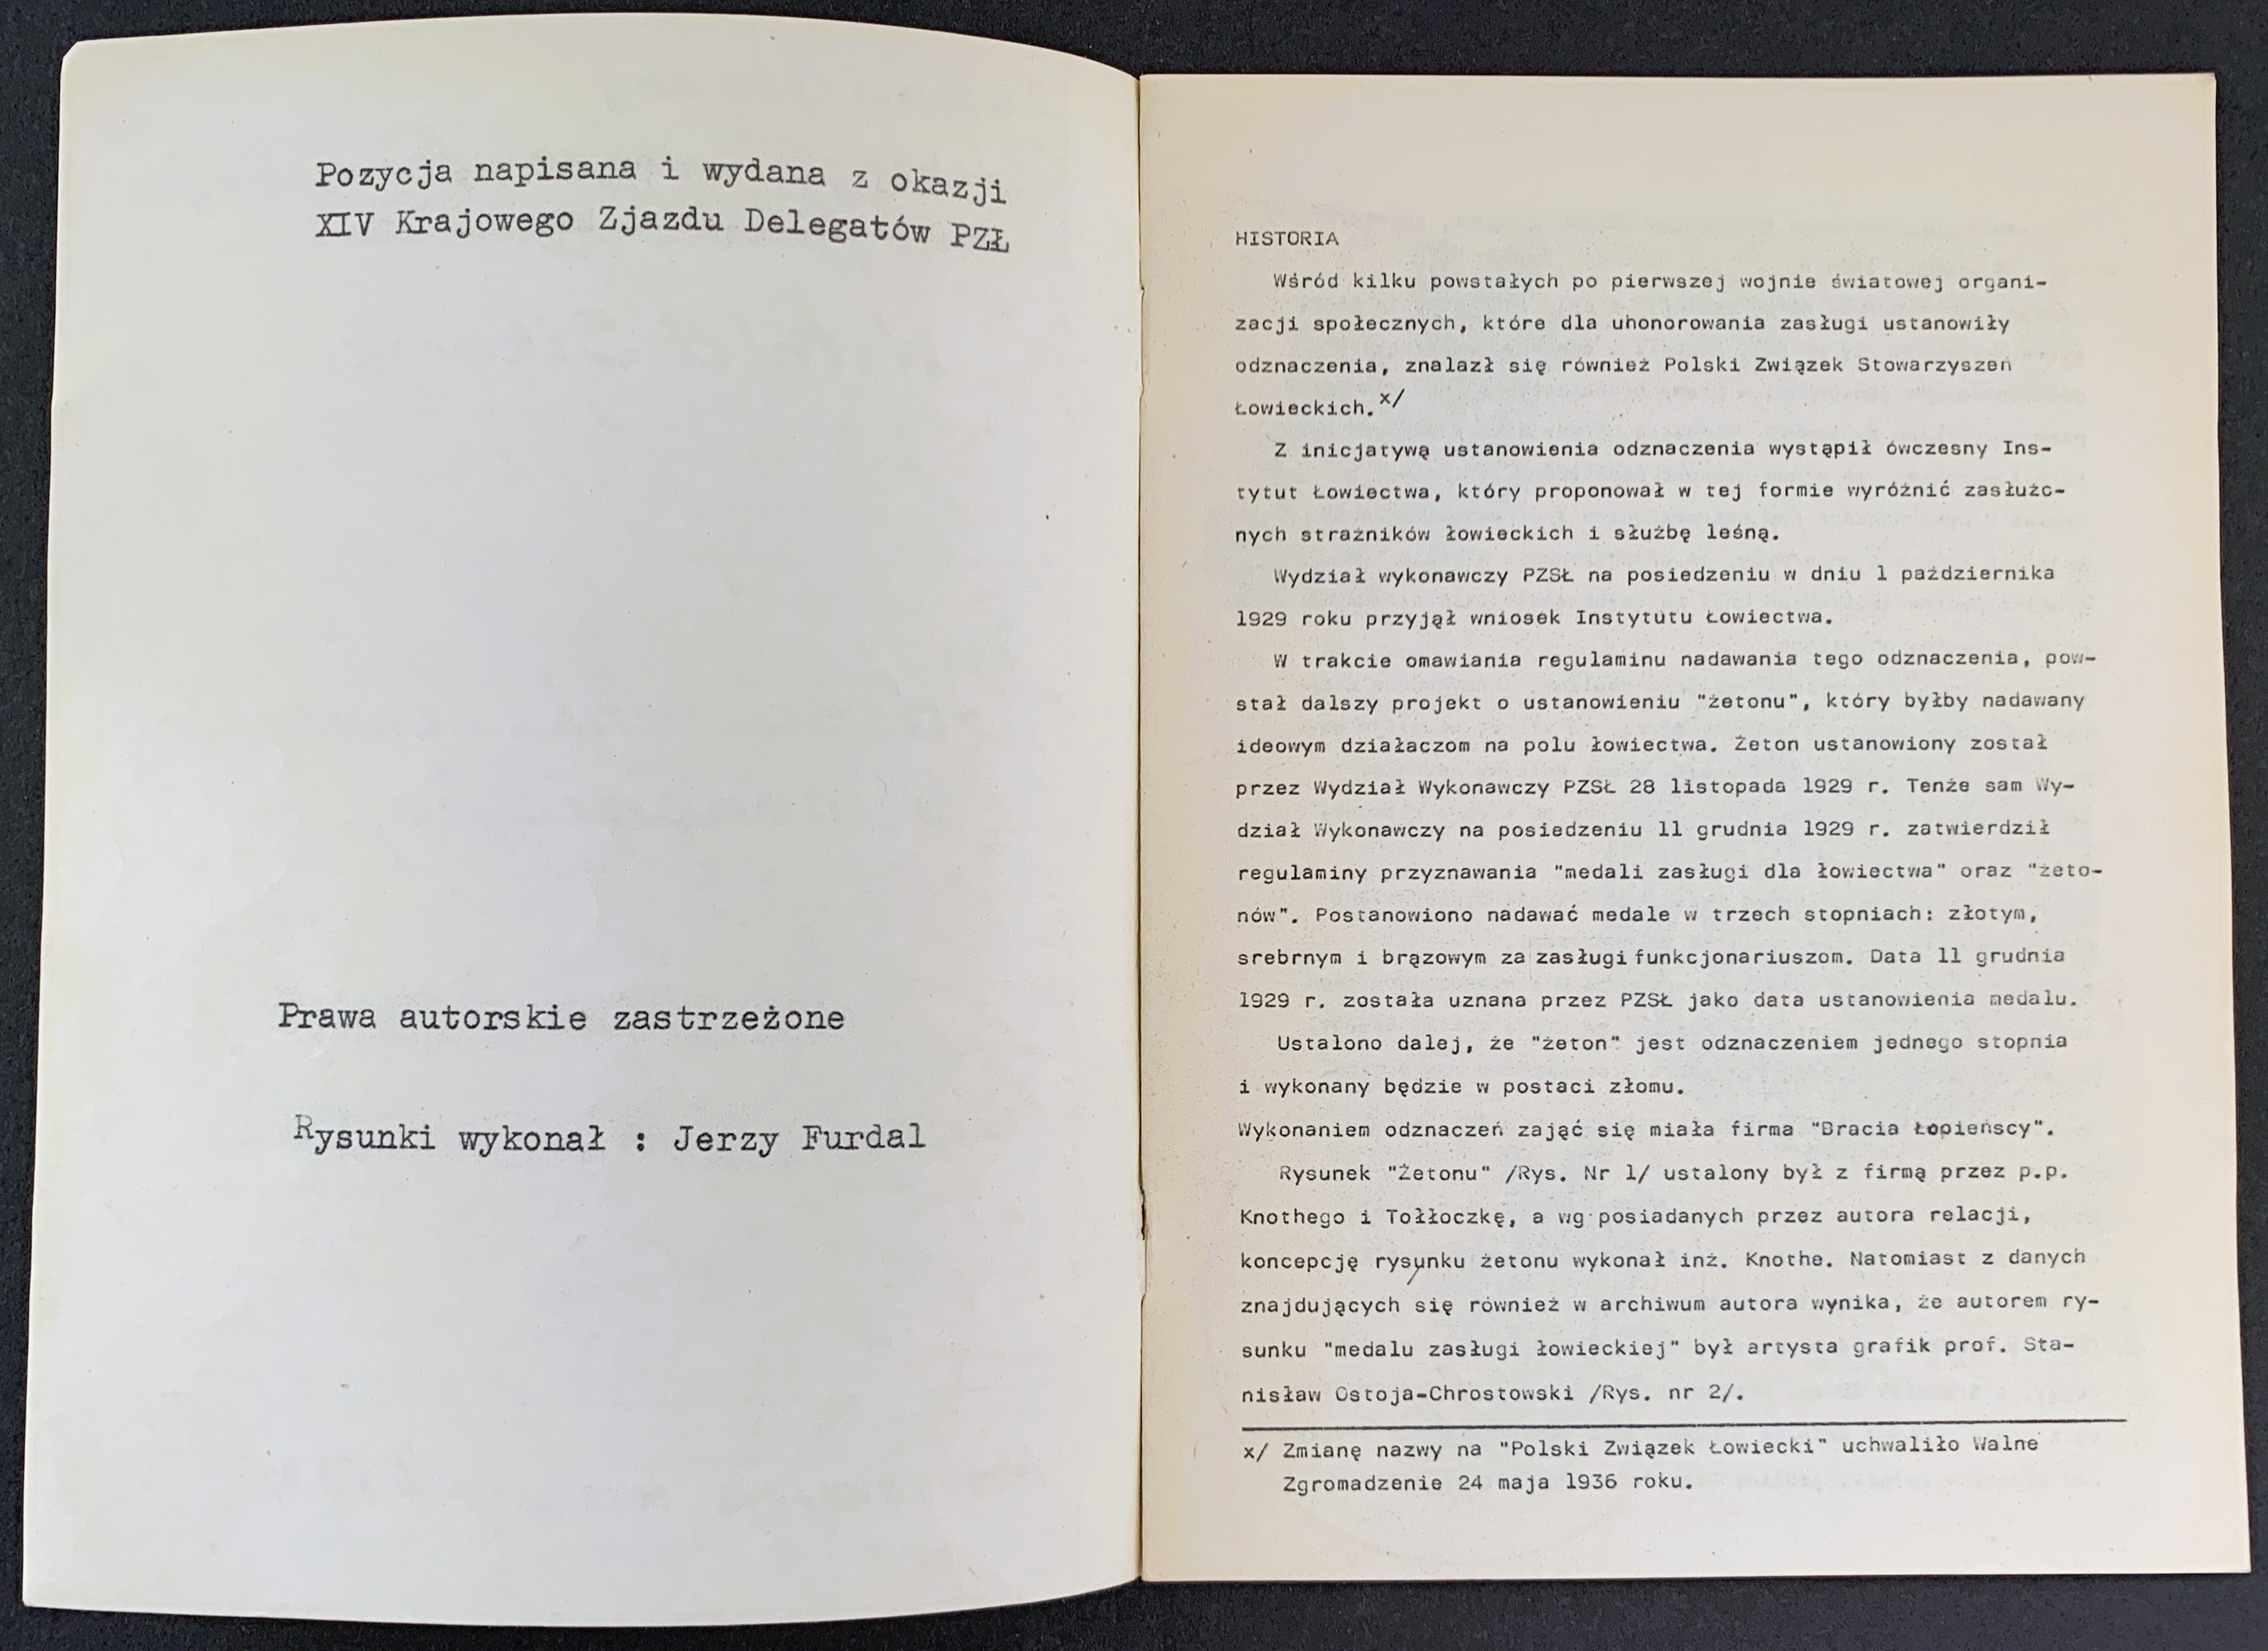 Pozycja napisana i wydana z okazji
XIV Krajowego Zjazdu Delegatów PZŁ
Prawa autorskie zastrzeżone
Rysunki wykonał : Jerzy Furdal
HISTORIA
Wśród kilku powstałych po pierwszej wojnie światowej organi-
zacji społecznych, które dla uhonorowania zasługi ustanowiły
odznaczenia, znalazł się również Polski Związek Stowarzyszeń
Łowieckich.x/
Z inicjatywą ustanowienia odznaczenia wystąpił ówczesny Ins-
tytut Łowiectwa, który proponował w tej formie wyróżnić zasłużo-
nych strażników łowieckich i służbę leśną.
Wydział wykonawczy PZSŁ na posiedzeniu w dniu 1 października
1929 roku przyjął wniosek Instytutu Łowiectwa.
W trakcie omawiania regulaminu nadawania tego odznaczenia, pow-
stał dalszy projekt o ustanowieniu "żetonu", który byłby nadawany
ideowym działaczom na polu łowiectwa. Żeton ustanowiony został
przez Wydział Wykonawczy PZSŁ 28 listopada 1929 r. Tenże sam Wy-
dział Wykonawczy na posiedzeniu 11 grudnia 1929 r. zatwierdził
regulaminy przyznawania "medali zasługi dla łowiectwa" oraz "żeto-
nów". Postanowiono nadawać medale w trzech stopniach: złotym,
srebrnym i brązowym za zasługi funkcjonariuszom. Data 11 grudnia
1929 r. została uznana przez PZSŁ jako data ustanowienia medalu.
Ustalono dalej, że "żeton" jest odznaczeniem jednego stopnia
i wykonany będzie w postaci złomu.
Wykonaniem odznaczeń zająć się miała firma "Bracia Łopieńscy".
Rysunek "Żetonu" /Rys. Nr 1/ ustalony był z firmą przez p.p.
Knothego i Tołłoczkę, a wg posiadanych przez autora relacji,
koncepcję rysunku żetonu wykonał inż. Knothe. Natomiast z danych
znajdujących się również w archiwum autora wynika, że autorem ry-
sunku "medalu zasługi łowieckiej" był artysta grafik prof. Sta-
nisław Ostoja-Chrostowski /Rys. nr 2/.
x/ Zmianę nazwy na "Polski Związek Łowiecki" uchwaliło Walne
Zgromadzenie 24 maja 1936 roku.